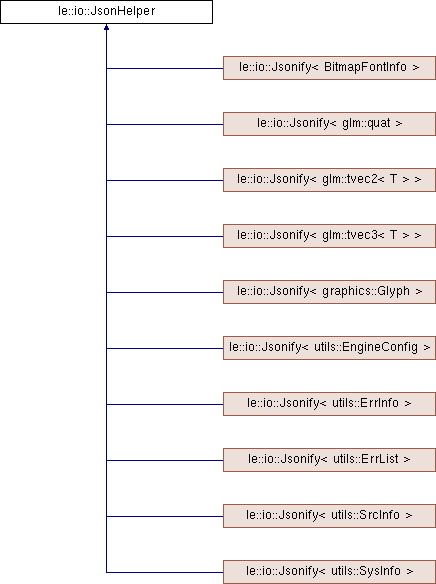 le::io::JsonHelper
le::io::Jsonify< BitmapFontInfo >
le::io::Jsonify< glm::quat >
le::io::Jsonify< glm::tvec2< T > >
le::io::Jsonify< glm::tvec3< T > >
le::io::Jsonify< graphics::Glyph >
le::io::Jsonify< utils::EngineConfig >
le::io::Jsonify< utils::ErrInfo >
le::io::Jsonify< utils::ErrList >
le::io::Jsonify< utils::SrcInfo >
le::io::Jsonify< utils::SysInfo >